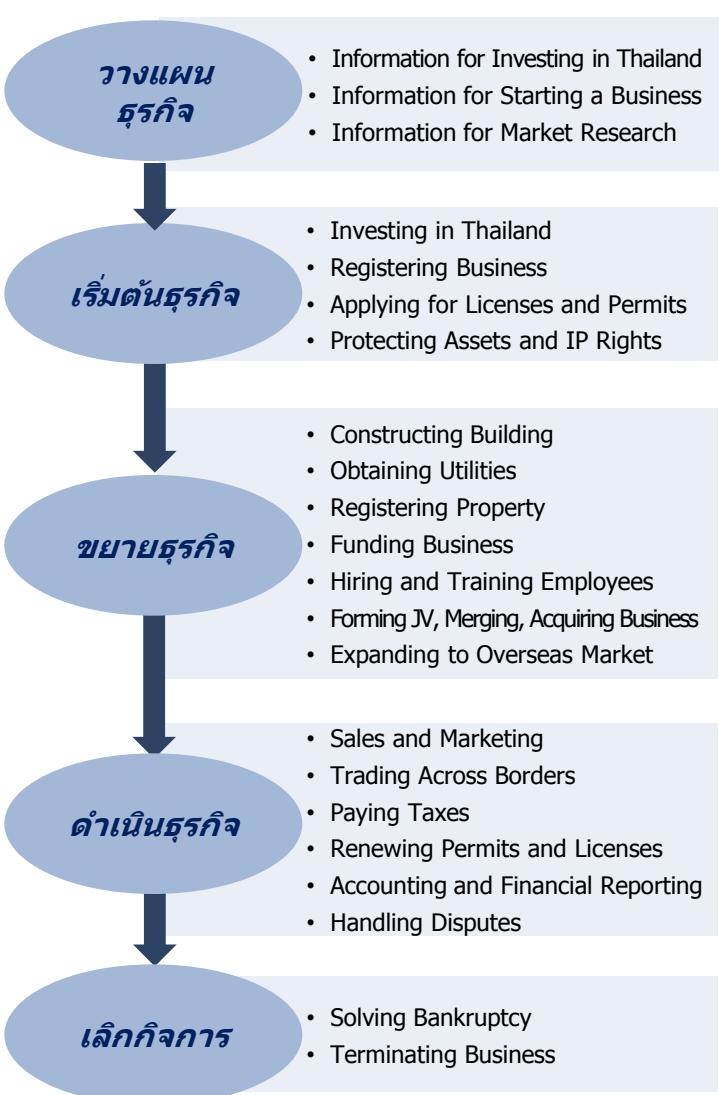 วางแผน
ธุรกิจ
• Information for Investing in Thailand
• Information for Starting a Business
• Information for Market Research
เริ่มต้นธุรกิจ
• Investing in Thailand
• Registering Business
• Applying for Licenses and Permits
• Protecting Assets and IP Rights
ขยายธุรกิจ
• Constructing Building
• Obtaining Utilities
• Registering Property
• Funding Business
• Hiring and Training Employees
• Forming JV, Merging, Acquiring Business
• Expanding to Overseas Market
ดำเนินธุรกิจ
• Sales and Marketing
• Trading Across Borders
• Paying Taxes
• Renewing Permits and Licenses
• Accounting and Financial Reporting
• Handling Disputes
เลิกกิจการ
• Solving Bankruptcy
• Terminating Business